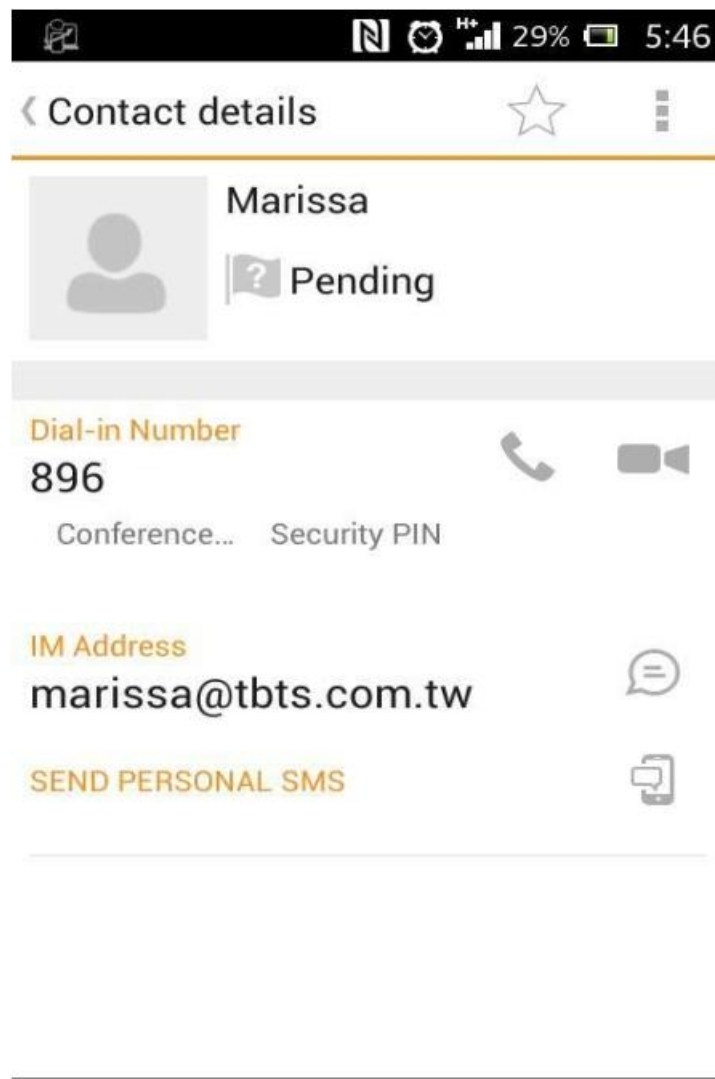 H+ 29% 5:46
Contact details
Marissa
? Pending
Dial-in Number
896
Conference... Security PIN
IM Address
marissa@tbts.com.tw
SEND PERSONAL SMS